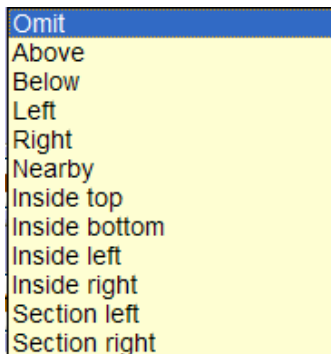 Omit
Above
Below
Left
Right
Nearby
Inside top
Inside bottom
Inside left
Inside right
Section left
Section right